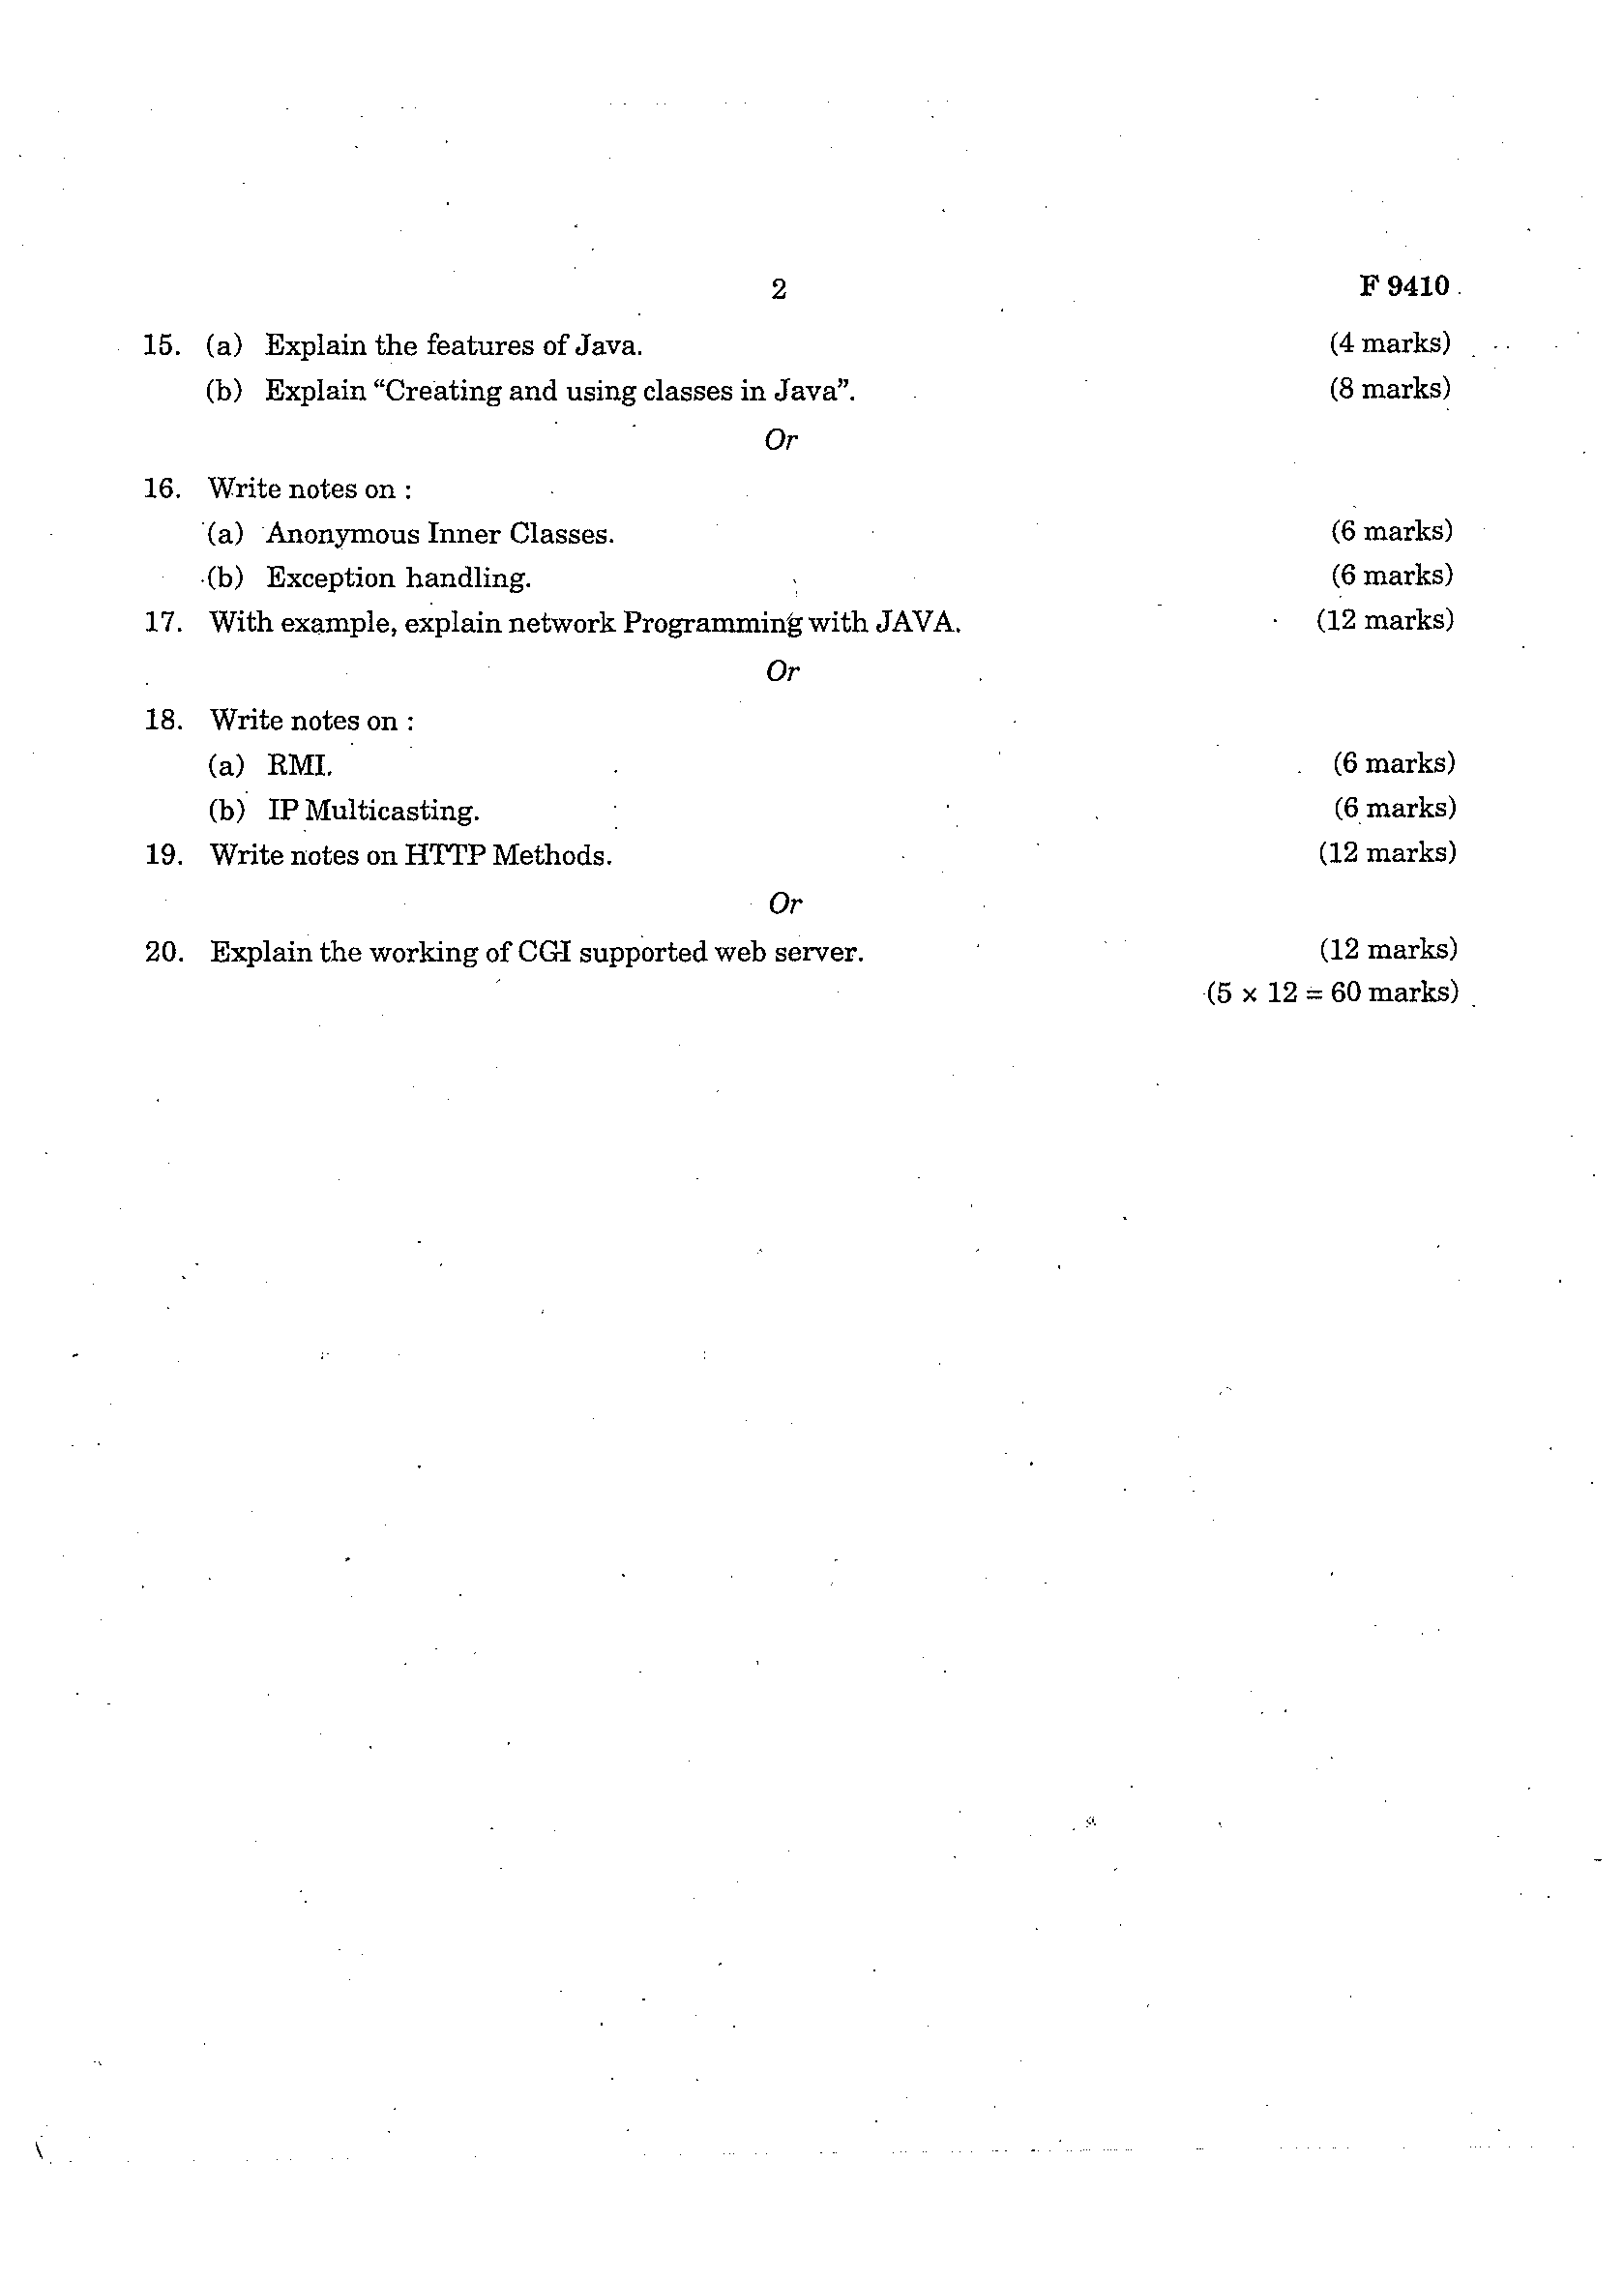 2 F 9410
15. (a) Explain the features of Java. (4 marks)
(b) Explain “Creating and using classes in Java”. (8 marks)
Or
16. Write notes on :
(a) Anonymous Inner Classes. (6 marks)
(b) Exception handling. (6 marks)
17. With example, explain network Programming with JAVA. (12 marks)
Or
18. Write notes on :
(a) RMI. (6 marks)
(b) IP Multicasting. (6 marks)
19. Write notes on HTTP Methods. (12 marks)
Or
20. Explain the working of CGI supported web server. (12 marks)
(5 × 12 = 60 marks)